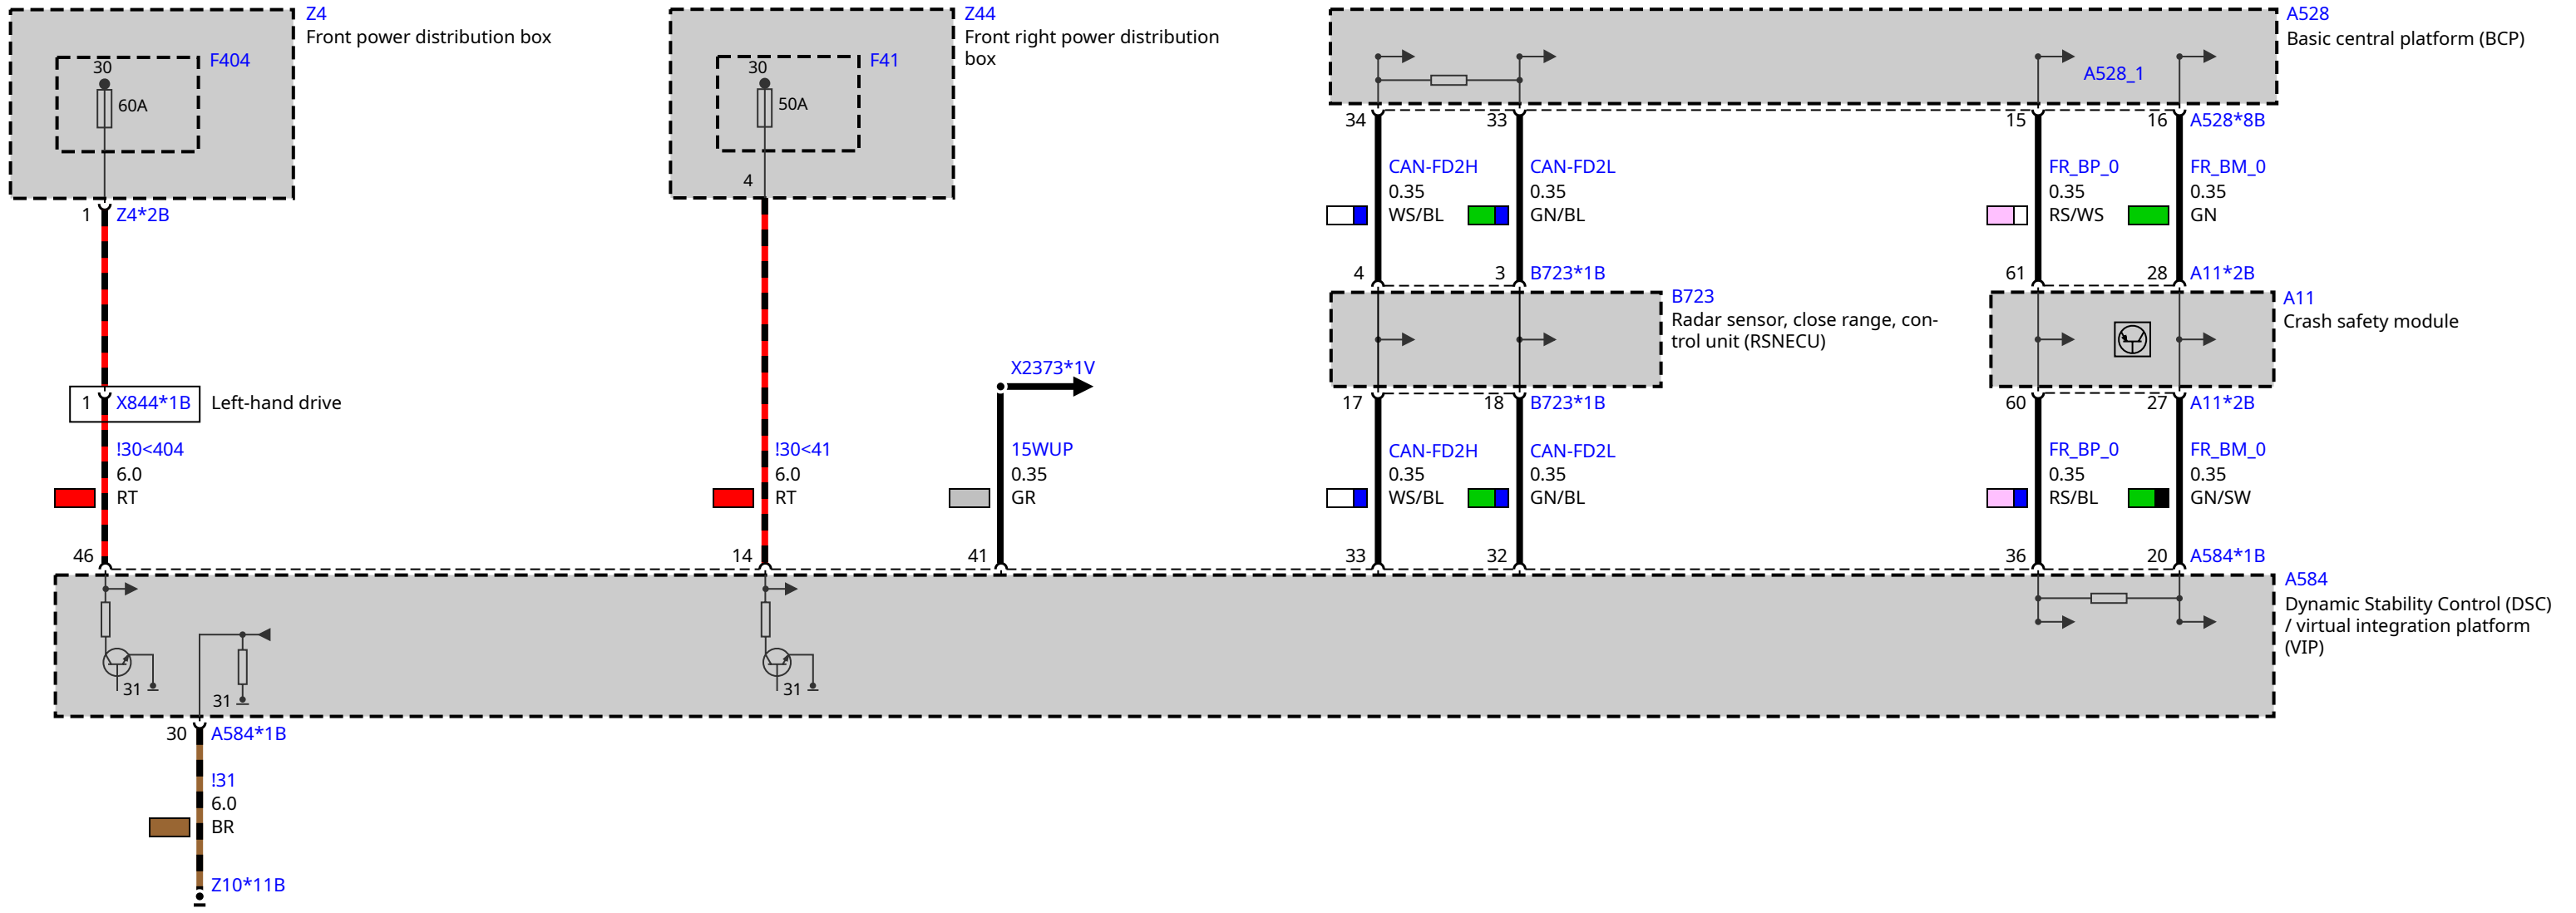 Z4
Front power distribution box
F404
30
60A
Z44
Front right power distribution
box
F41
30
50A
4
A528
Basic central platform (BCP)
A528_1
1 Z4*2B
34 33 15 16 A528*8B
CAN-FD2H
0.35
WS/BL
CAN-FD2L
0.35
GN/BL
FR_BP_0
0.35
RS/WS
FR_BM_0
0.35
GN
4 3 B723*1B
61 28 A11*2B
B723
Radar sensor, close range, con-
trol unit (RSNECU)
A11
Crash safety module
X2373*1V
1 X844*1B Left-hand drive
17 18 B723*1B
60 27 A11*2B
!30<404
6.0
RT
!30<41
6.0
RT
15WUP
0.35
GR
CAN-FD2H
0.35
WS/BL
CAN-FD2L
0.35
GN/BL
FR_BP_0
0.35
RS/BL
FR_BM_0
0.35
GN/SW
46 14 41 33 32 36 20 A584*1B
A584
Dynamic Stability Control (DSC)
/ virtual integration platform
(VIP)
31
31
31
30 A584*1B
!31
6.0
BR
Z10*11B